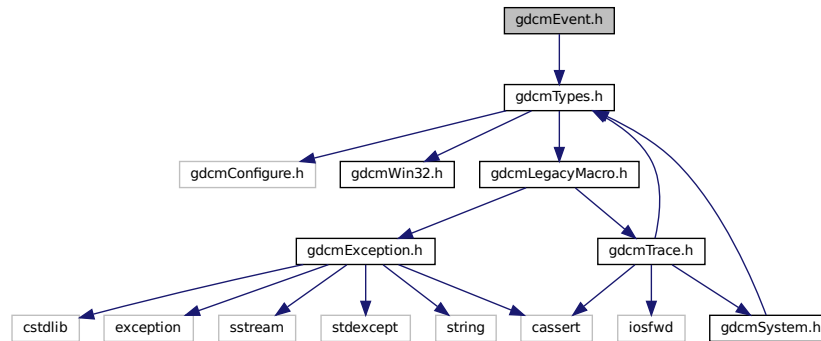 gdcmEvent.h
gdcmTypes.h
gdcmConfigure.h
gdcmWin32.h
gdcmLegacyMacro.h
gdcmException.h
gdcmTrace.h
cstdlib
exception
sstream
stdexcept
string
cassert
iosfwd
gdcmSystem.h